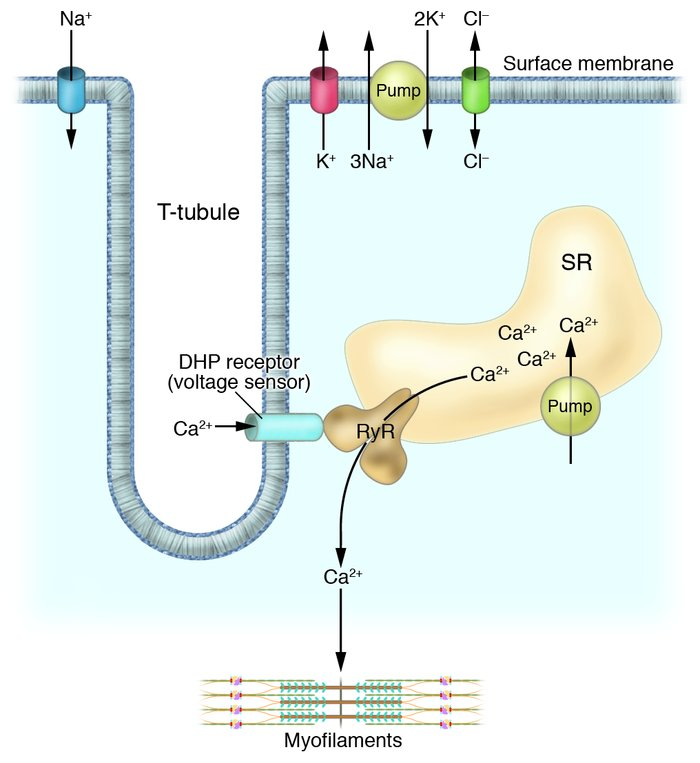 Na⁺
2K⁺
Cl⁻
Surface membrane
Pump
K⁺
3Na⁺
Cl⁻
T-tubule
SR
Ca²⁺
Ca²⁺
Ca²⁺
Ca²⁺
DHP receptor
(voltage sensor)
Pump
Ca²⁺
RyR
Ca²⁺
Myofilaments